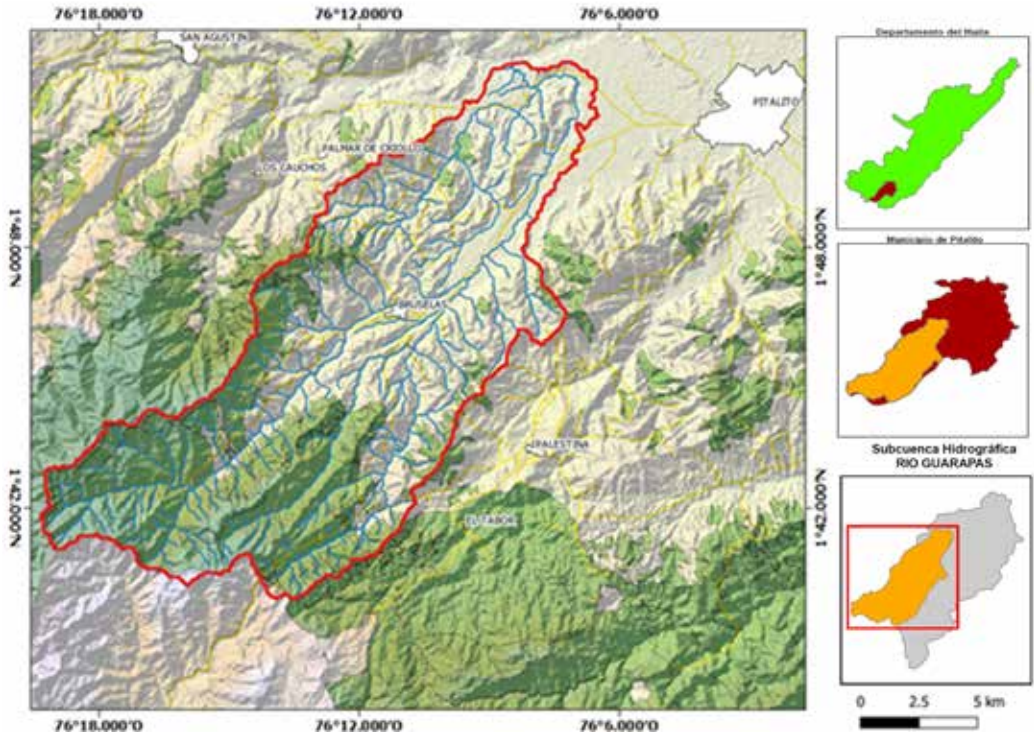 76°18.000'O 76°12.000'O 76°6.000'O
SAN AGUSTIN
PITALITO
PALMAR DE CRIOLLO
LOS CAUCHOS
1°48.000'N
1°48.000'N
BRUSELAS
PALESTINA
1°42.000'N
1°42.000'N
EL TABOR
76°18.000'O 76°12.000'O 76°6.000'O
Departamento del Huila
Municipio de Pitalito
Subcuenca Hidrográfica
RIO GUARAPAS
0 2.5 5 km